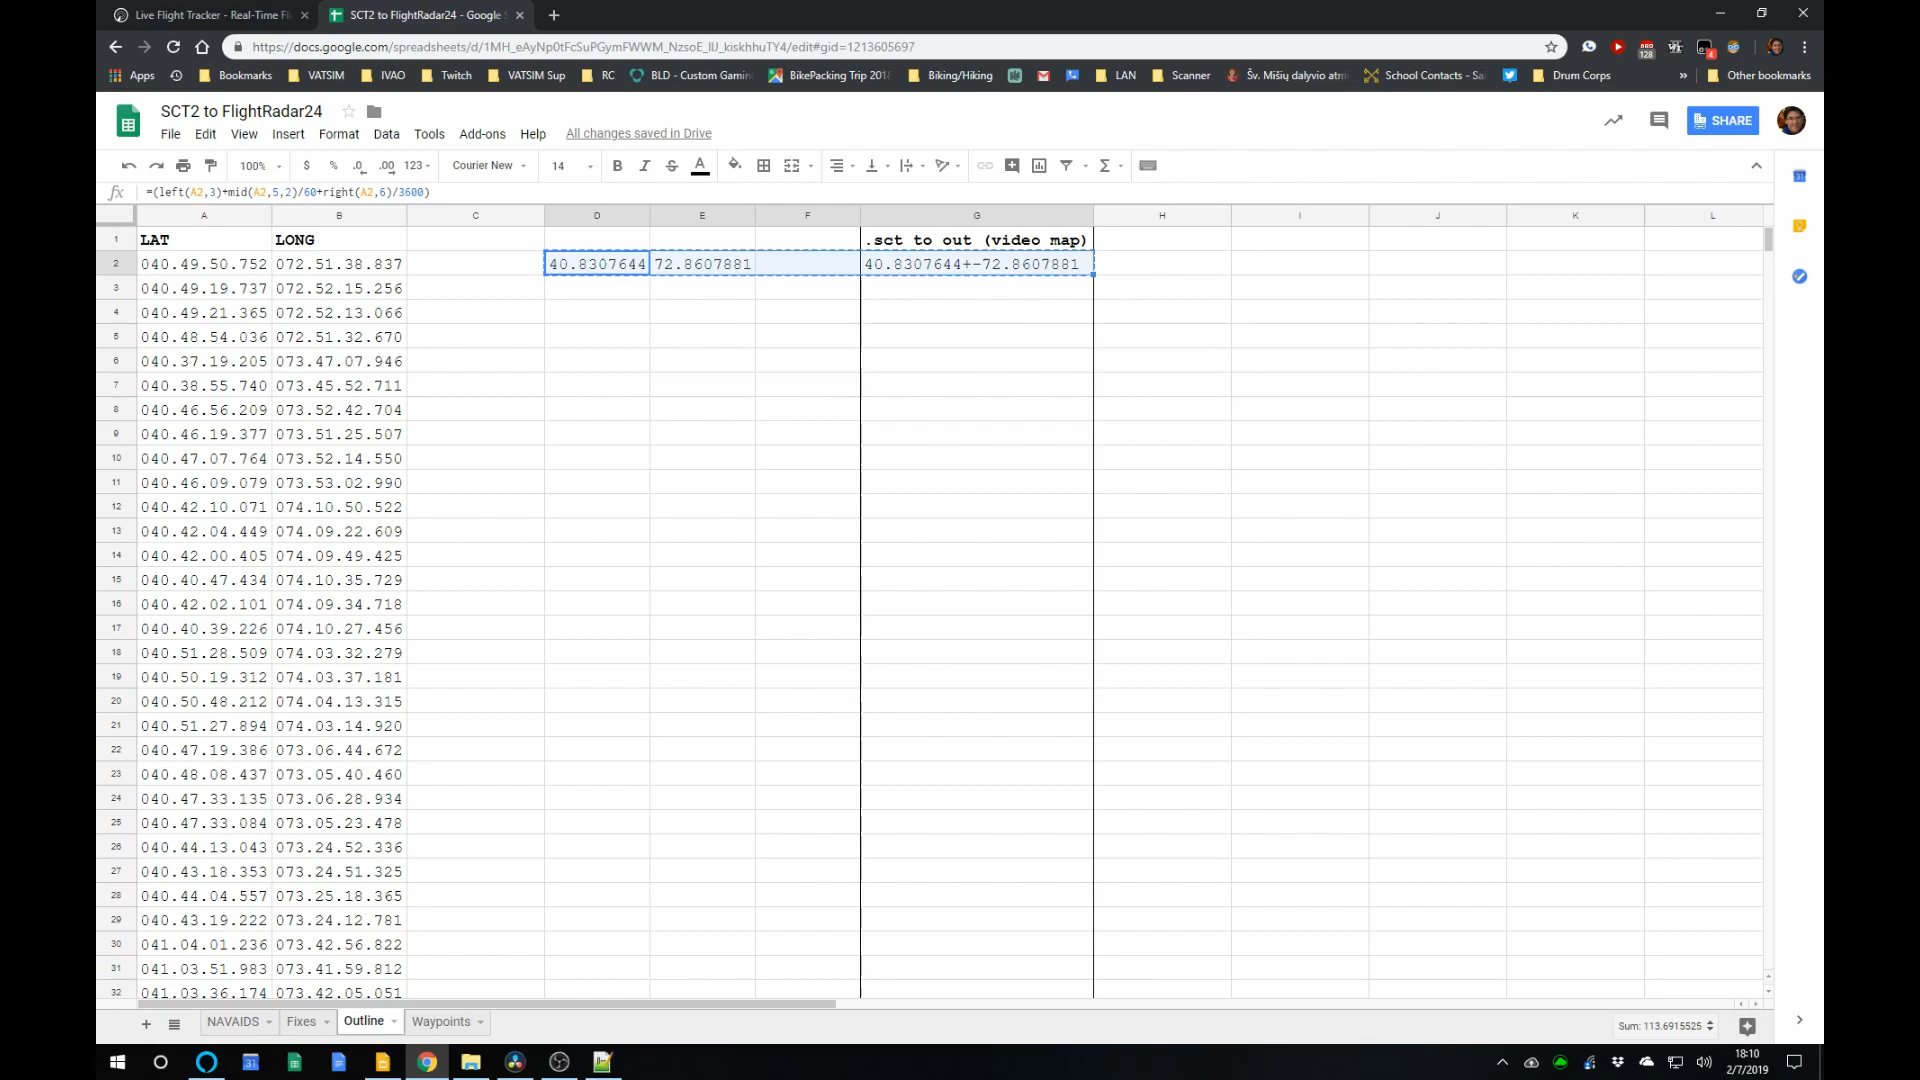 Live Flight Tracker - Real-Time Fl
SCT2 to FlightRadar24 - Google S
https://docs.google.com/spreadsheets/d/1MH_eAyNp0tFcSuPGymFWWM_NzsoE_IIJ_kiskhhuTY4/edit#gid=1213605697
Apps Bookmarks VATSIM IVAO Twitch VATSIM Sup RC BLD - Custom Gamin BikePacking Trip 2018 Biking/Hiking LAN Scanner Šv. Mišių dalyvio atm School Contacts - Sa Drum Corps » Other bookmarks
SCT2 to FlightRadar24
SHARE
File Edit View Insert Format Data Tools Add-ons Help All changes saved in Drive
100% $ % .0 .00 123 Courier New 14 B I S A Σ
fx =(left(A2,3)+mid(A2,5,2)/60+right(A2,6)/3600)
A B C D E F G H I J K L
1 LAT LONG .sct to out (video map)
2 040.49.50.752 072.51.38.837 40.8307644 72.8607881 40.8307644+-72.8607881
3 040.49.19.737 072.52.15.256
4 040.49.21.365 072.52.13.066
5 040.48.54.036 072.51.32.670
6 040.37.19.205 073.47.07.946
7 040.38.55.740 073.45.52.711
8 040.46.56.209 073.52.42.704
9 040.46.19.377 073.51.25.507
10 040.47.07.764 073.52.14.550
11 040.46.09.079 073.53.02.990
12 040.42.10.071 074.10.50.522
13 040.42.04.449 074.09.22.609
14 040.42.00.405 074.09.49.425
15 040.40.47.434 074.10.35.729
16 040.42.02.101 074.09.34.718
17 040.40.39.226 074.10.27.456
18 040.51.28.509 074.03.32.279
19 040.50.19.312 074.03.37.181
20 040.50.48.212 074.04.13.315
21 040.51.27.894 074.03.14.920
22 040.47.19.386 073.06.44.672
23 040.48.08.437 073.05.40.460
24 040.47.33.135 073.06.28.934
25 040.47.33.084 073.05.23.478
26 040.44.13.043 073.24.52.336
27 040.43.18.353 073.24.51.325
28 040.44.04.557 073.25.18.365
29 040.43.19.222 073.24.12.781
30 041.04.01.236 073.42.56.822
31 041.03.51.983 073.41.59.812
32 041.03.36.174 073.42.05.051
NAVAIDS Fixes Outline Waypoints Sum: 113.6915525
18:10
2/7/2019